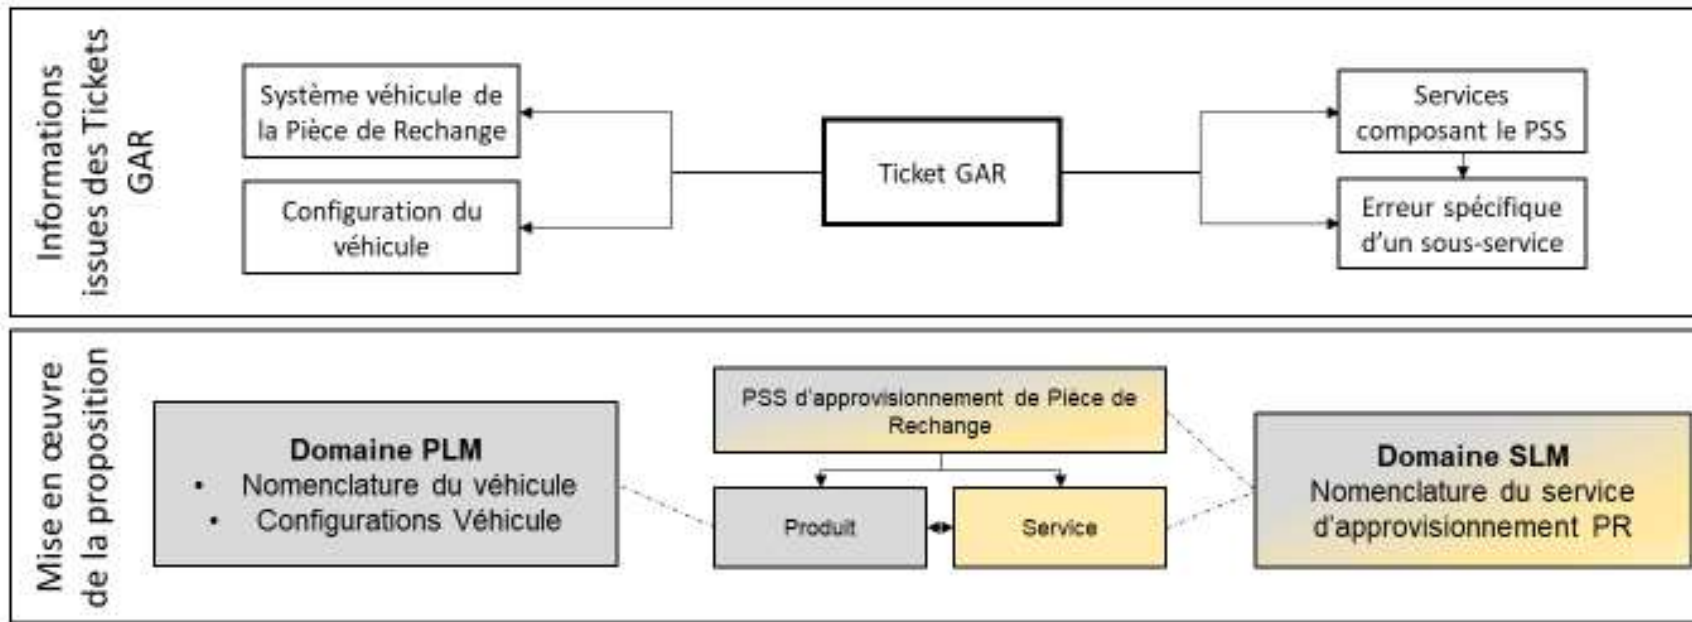 Informations
issues des Tickets
GAR
Système véhicule de
la Pièce de Rechange
Configuration du
véhicule
Ticket GAR
Services
composant le PSS
Erreur spécifique
d'un sous-service
Mise en œuvre
de la proposition
Domaine PLM
• Nomenclature du véhicule
• Configurations Véhicule
PSS d'approvisionnement de Pièce de
Rechange
Produit
Service
Domaine SLM
Nomenclature du service
d'approvisionnement PR